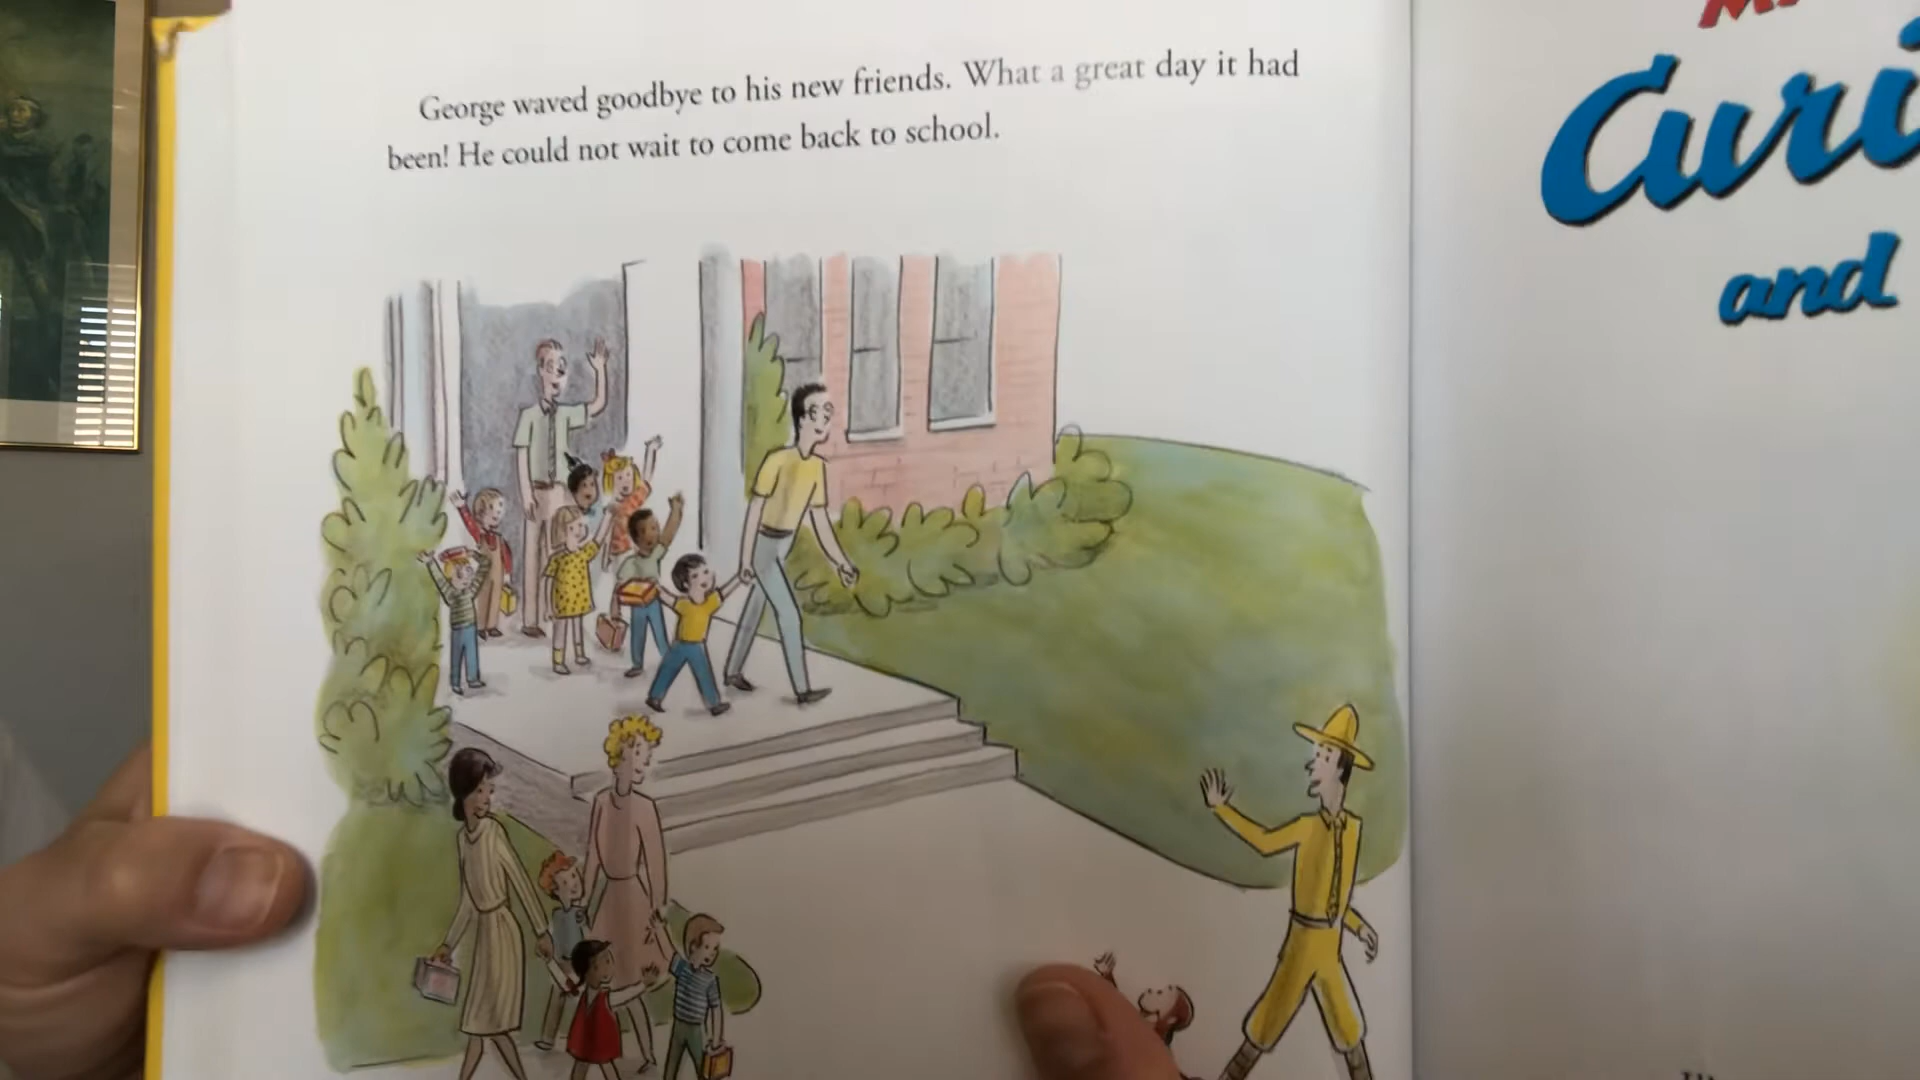 George waved goodbye to his new friends. What a great day it had
been! He could not wait to come back to school.
and